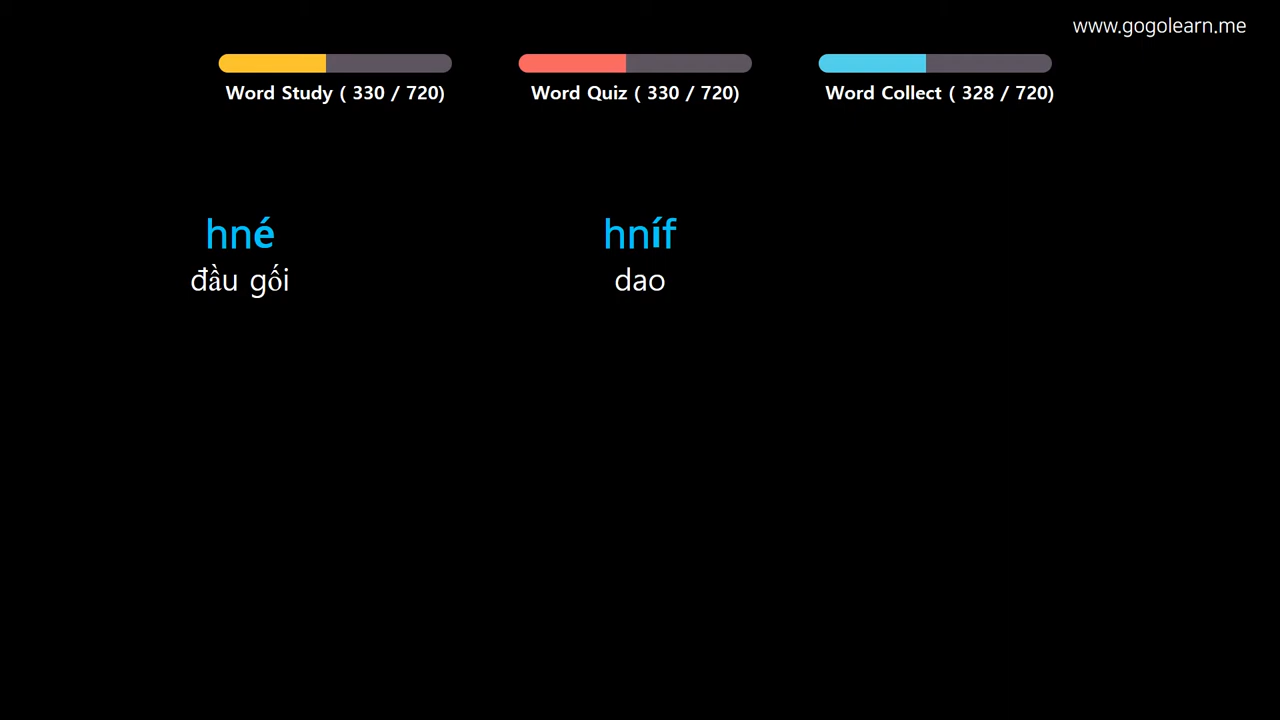 www.gogolearn.me
Word Study ( 330 / 720)
Word Quiz ( 330 / 720)
Word Collect ( 328 / 720)
hné
đầu gối
hníf
dao